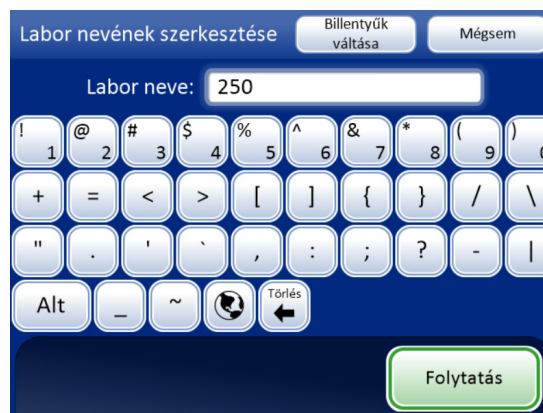 Labor nevének szerkesztése
Billentyűk
váltása
Mégsem
Labor neve: 250
! 1 @ 2 # 3 $ 4 % 5 ^ 6 & 7 * 8 ( 9 ) 0
+ = < > [ ] { } / \
" . ' ` , : ; ? - |
Alt _ ~ Törlés
Folytatás